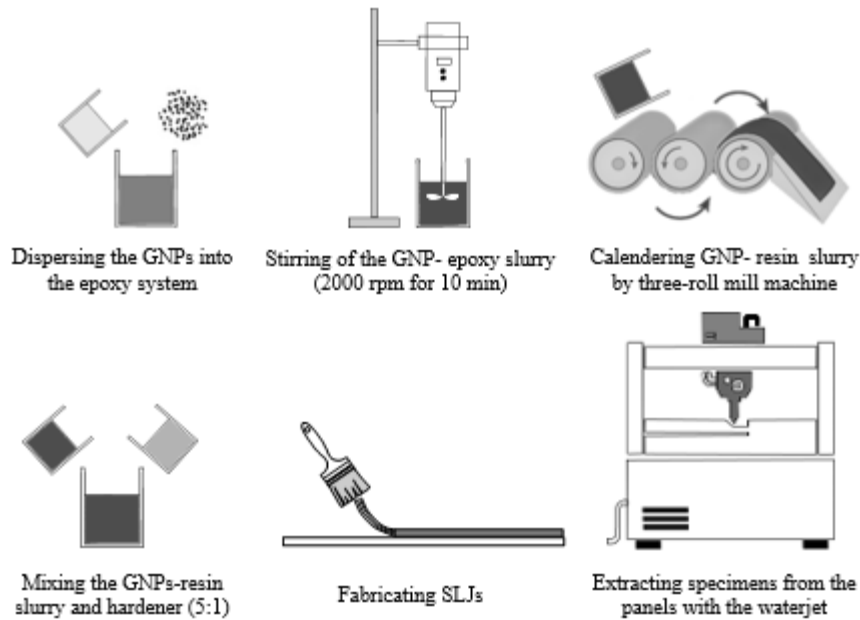 Dispersing the GNPs into
the epoxy system
Stirring of the GNP- epoxy slurry
(2000 rpm for 10 min)
Calendering GNP- resin slurry
by three-roll mill machine
Mixing the GNPs-resin
slurry and hardener (5:1)
Fabricating SLJs
Extracting specimens from the
panels with the waterjet